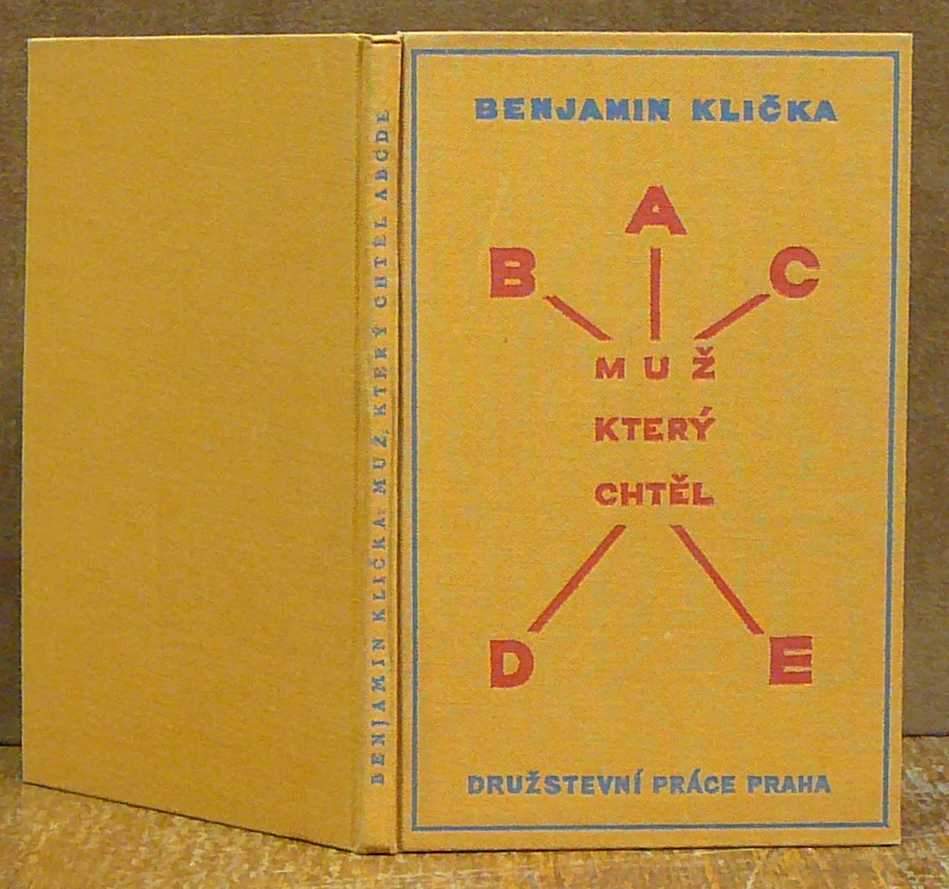 BENJAMIN KLIČKA: MUŽ, KTERÝ CHTĚL ABCDE
BENJAMIN KLIČKA
A
B C
MUŽ
KTERÝ
CHTĚL
D E
DRUŽSTEVNÍ PRÁCE PRAHA